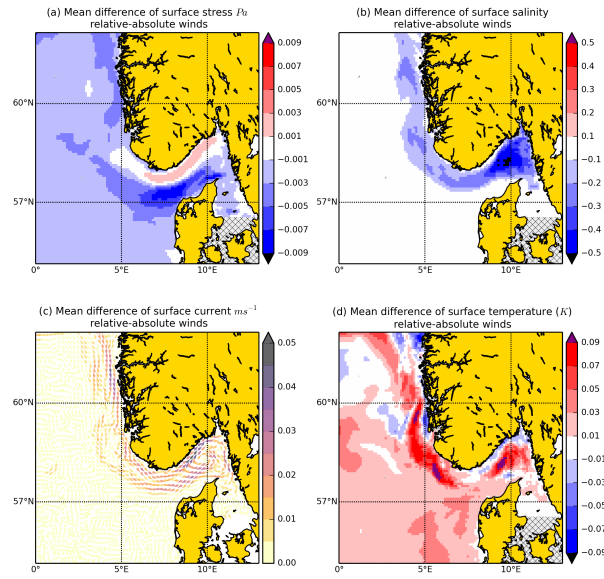 (a) Mean difference of surface stress Pa
relative-absolute winds
60°N
57°N
0°
5°E
10°E
0.009
0.007
0.005
0.003
0.001
−0.001
−0.003
−0.005
−0.007
−0.009
(b) Mean difference of surface salinity
relative-absolute winds
60°N
57°N
0°
5°E
10°E
0.5
0.4
0.3
0.2
0.1
−0.1
−0.2
−0.3
−0.4
−0.5
(c) Mean difference of surface current ms⁻¹
relative-absolute winds
60°N
57°N
0°
5°E
10°E
0.05
0.04
0.03
0.02
0.01
0.00
(d) Mean difference of surface temperature (K)
relative-absolute winds
60°N
57°N
0°
5°E
10°E
0.09
0.07
0.05
0.03
0.01
−0.01
−0.03
−0.05
−0.07
−0.09